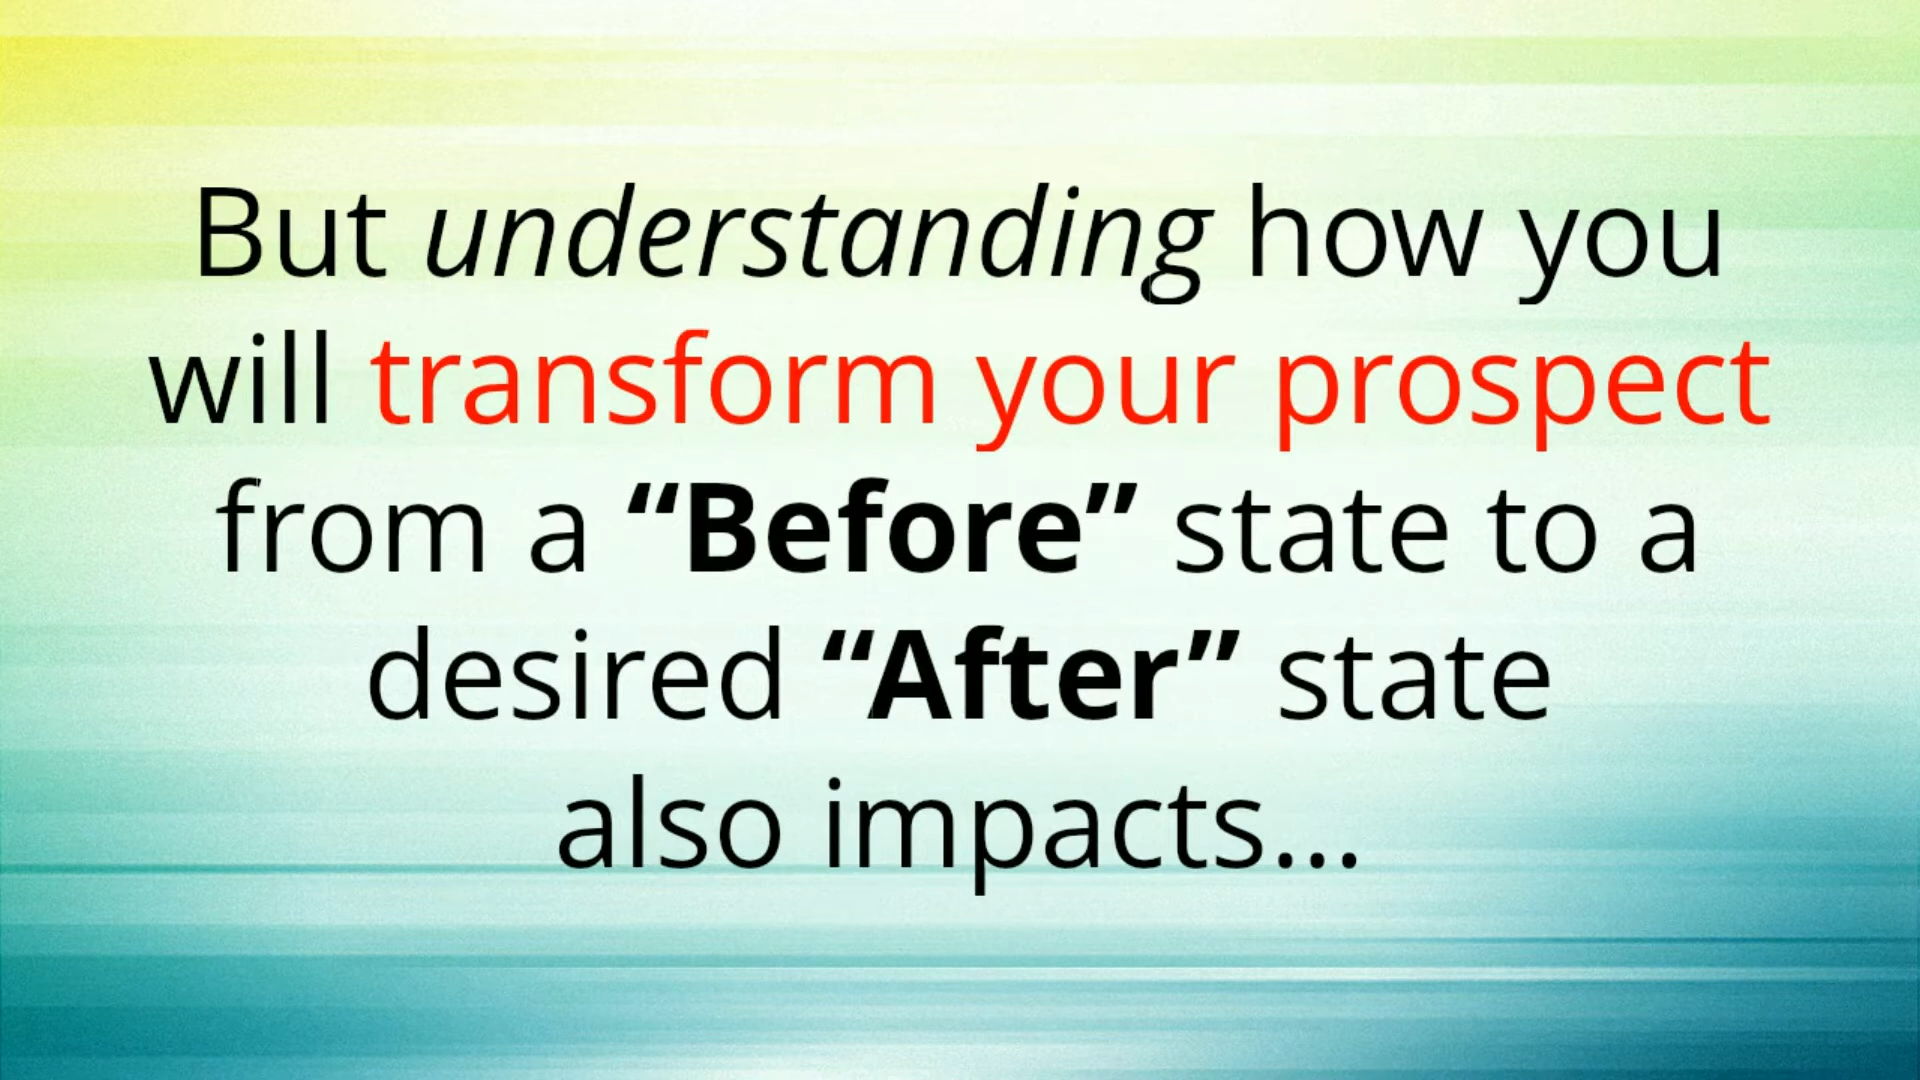 But understanding how you
will transform your prospect
from a “Before” state to a
desired “After” state
also impacts...